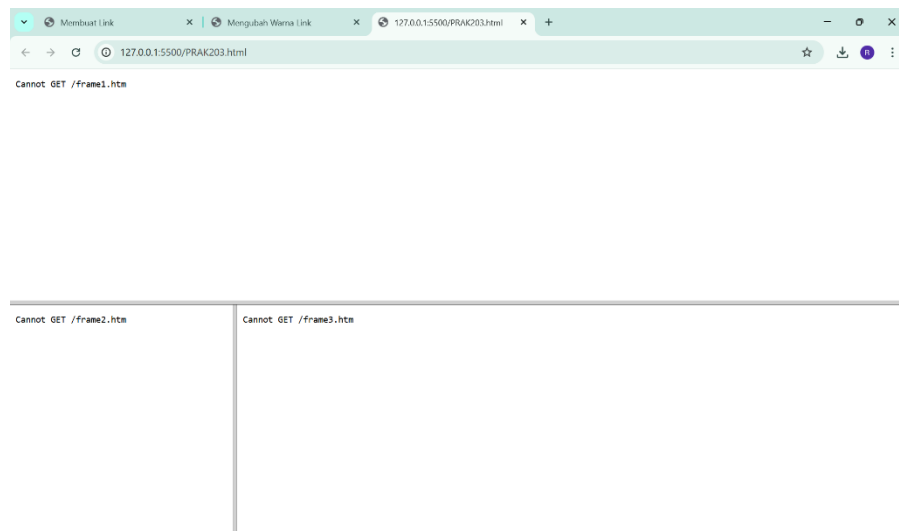 Membuat Link
Mengubah Warna Link
127.0.0.1:5500/PRAK203.html
127.0.0.1:5500/PRAK203.html
R
Cannot GET /frame1.htm
Cannot GET /frame2.htm
Cannot GET /frame3.htm